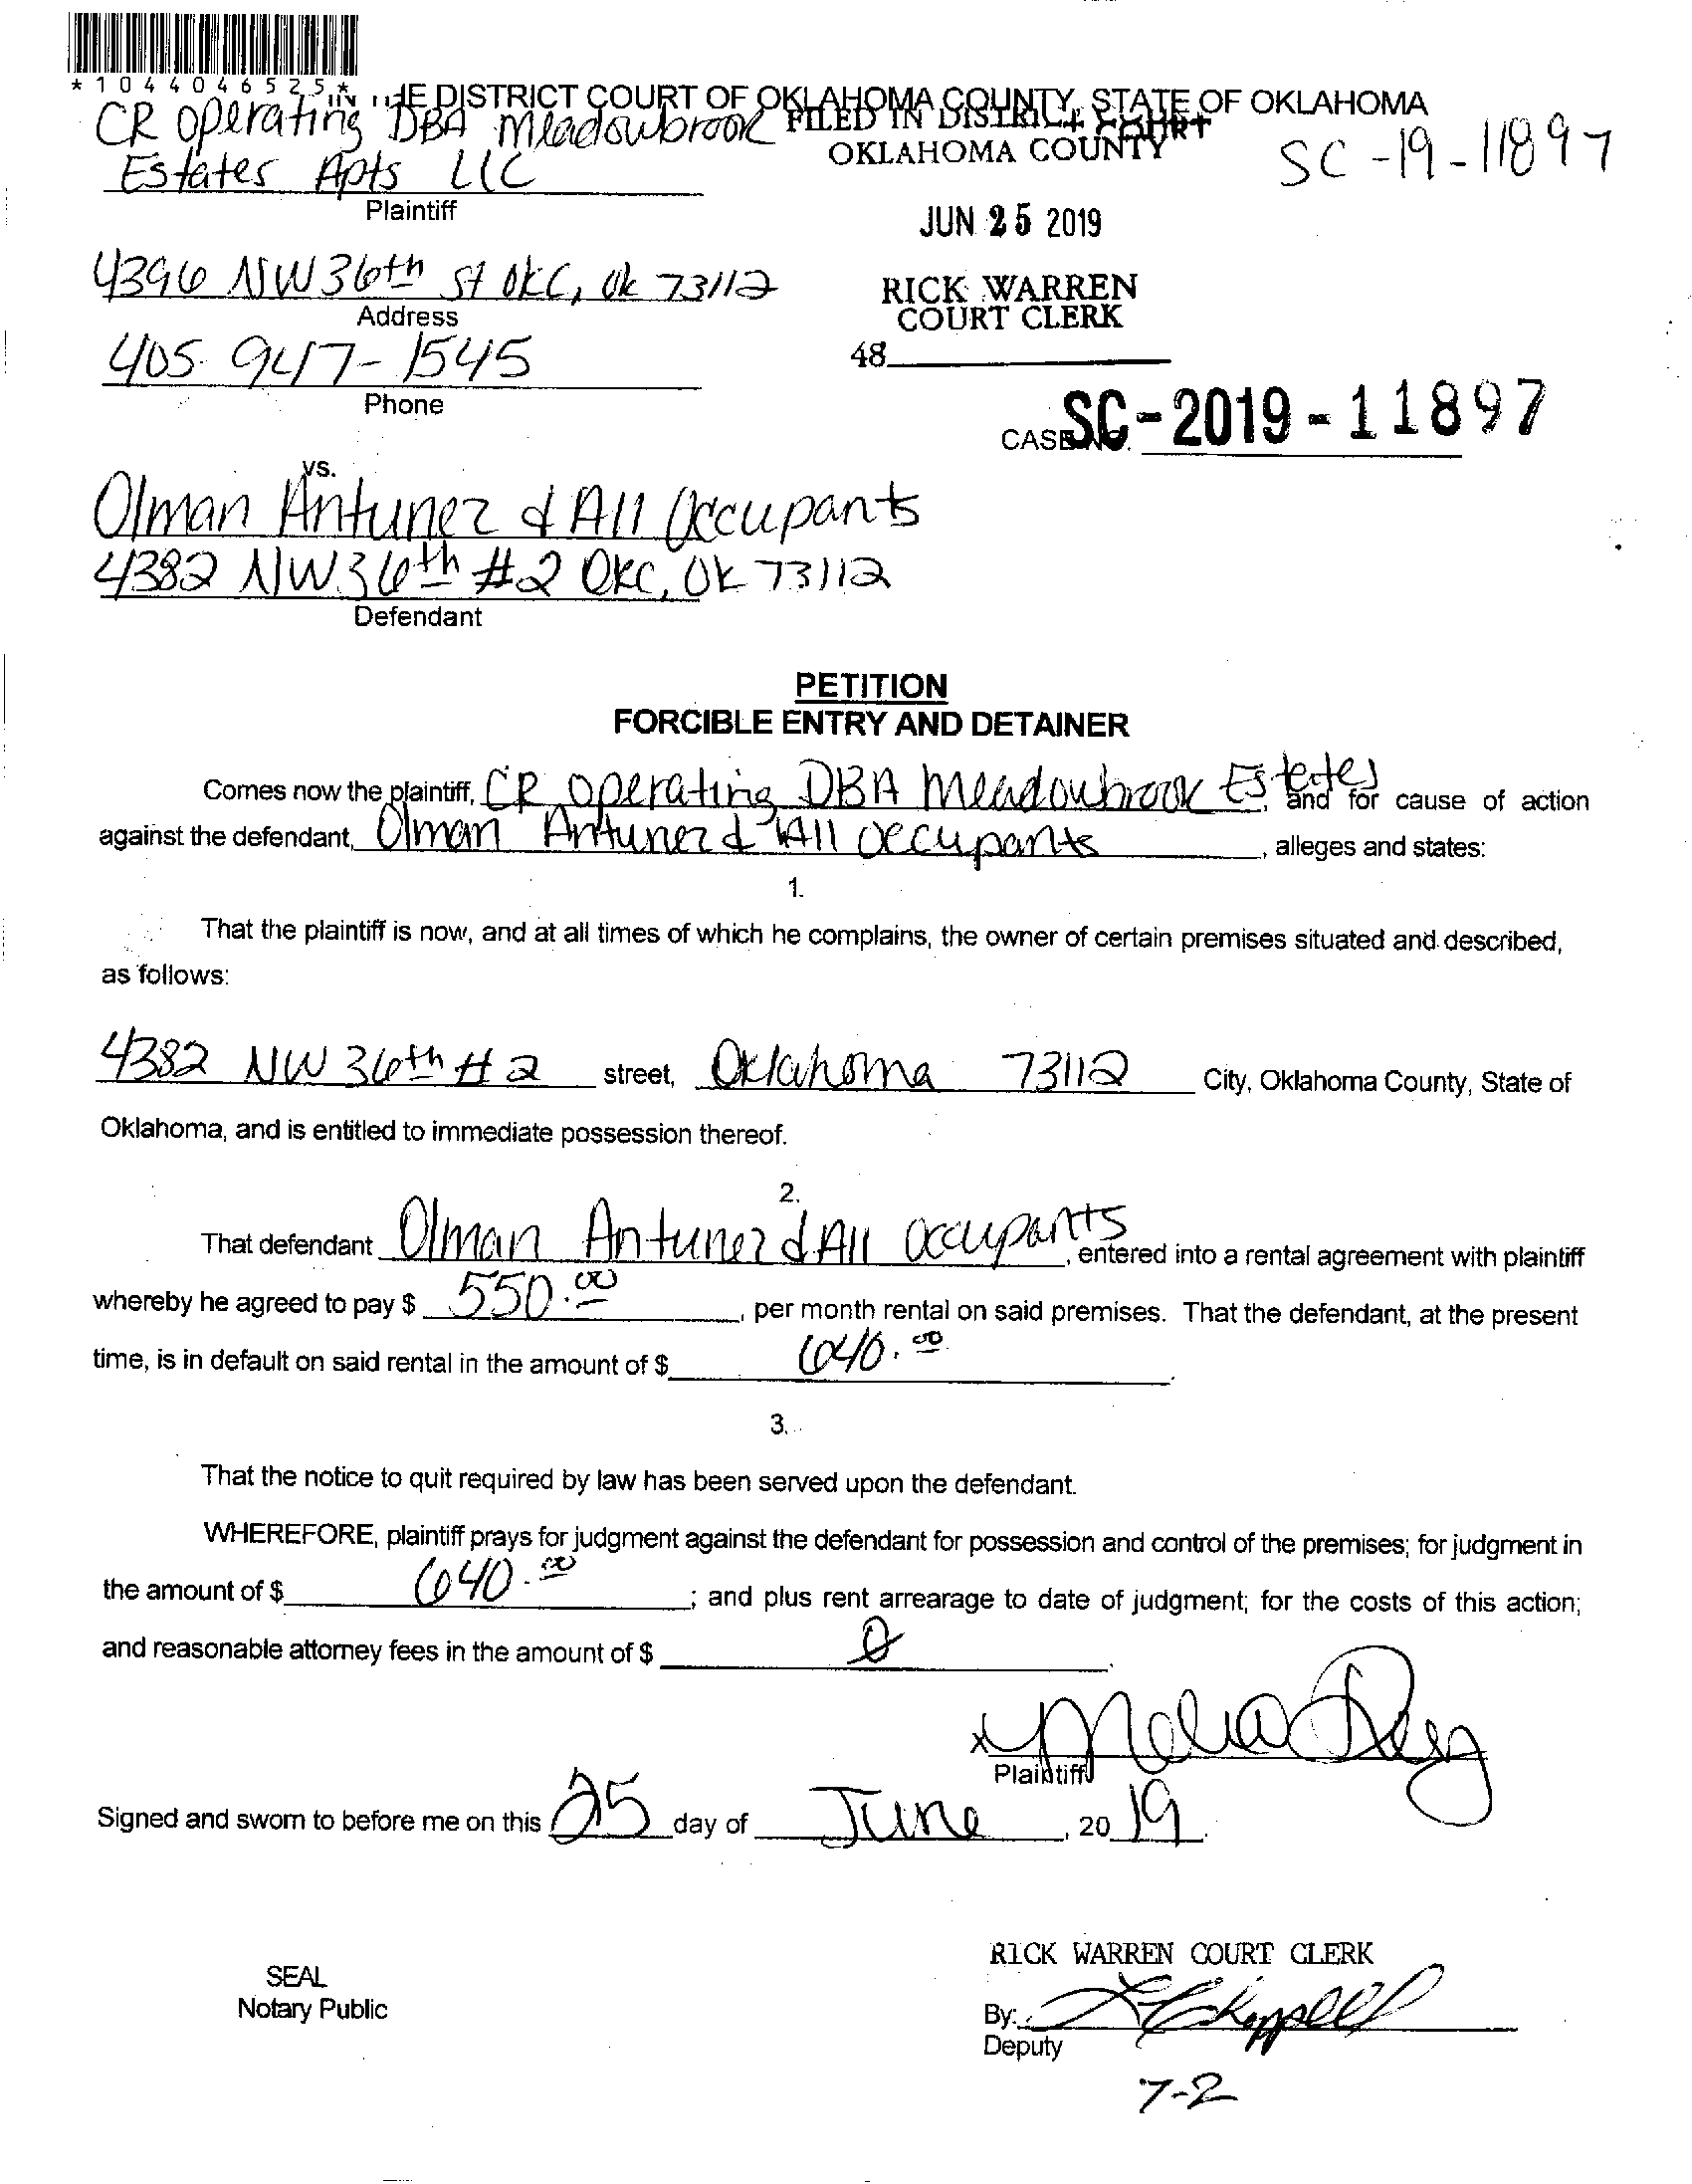 *1044046525*
IN THE DISTRICT COURT OF OKLAHOMA COUNTY, STATE OF OKLAHOMA
CR operating DBA Meadowbrook
Estates Apts LLC
Plaintiff
FILED IN DISTRICT COURT
OKLAHOMA COUNTY
SC-19-11897
JUN 25 2019
4396 NW 36th St OKC, Ok 73112
Address
RICK WARREN
COURT CLERK
405-947-1545
Phone
48
CASE NO. SC-2019-11897
vs.
Olman Antunez & All Occupants
4382 NW 36th #2 OKC, OK 73112
Defendant
PETITION
FORCIBLE ENTRY AND DETAINER
Comes now the plaintiff, CR Operating DBA Meadowbrook Estates, and for cause of action
against the defendant, Olman Antunez & All occupants, alleges and states:
1.
That the plaintiff is now, and at all times of which he complains, the owner of certain premises situated and described,
as follows:
4382 NW 36th #2 street, Oklahoma 73112 City, Oklahoma County, State of
Oklahoma, and is entitled to immediate possession thereof.
2.
That defendant Olman Antunez & All occupants, entered into a rental agreement with plaintiff
whereby he agreed to pay $ 550.00, per month rental on said premises. That the defendant, at the present
time, is in default on said rental in the amount of $ 640.00.
3.
That the notice to quit required by law has been served upon the defendant.
WHEREFORE, plaintiff prays for judgment against the defendant for possession and control of the premises; for judgment in
the amount of $ 640.00; and plus rent arrearage to date of judgment; for the costs of this action;
and reasonable attorney fees in the amount of $ 0.
x
Plaintiff
Signed and sworn to before me on this 25 day of June, 2019.
RICK WARREN COURT CLERK
SEAL
Notary Public
By:
Deputy
7-2